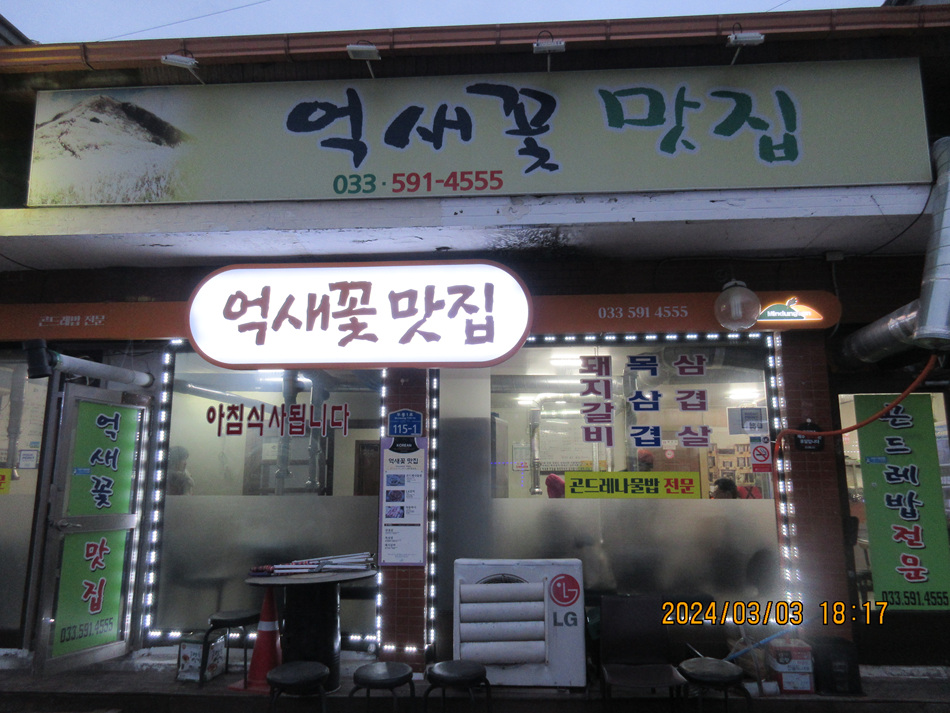 억새꽃 맛집
033·591-4555
억새꽃 맛집
곤드레밥 전문
033 591 4555
아침식사됩니다
돼지갈비
목삼겹
삼겹살
115-1
KOREAN
억새꽃 맛집
곤드레나물밥 전문
억새꽃
맛집
033.591.4555
곤드레밥전문
033.591.4555
LG
2024/03/03 18:17